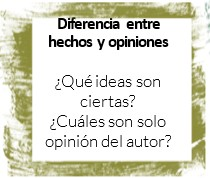 Diferencia entre
hechos y opiniones
¿Qué ideas son
ciertas?
¿Cuáles son solo
opinión del autor?